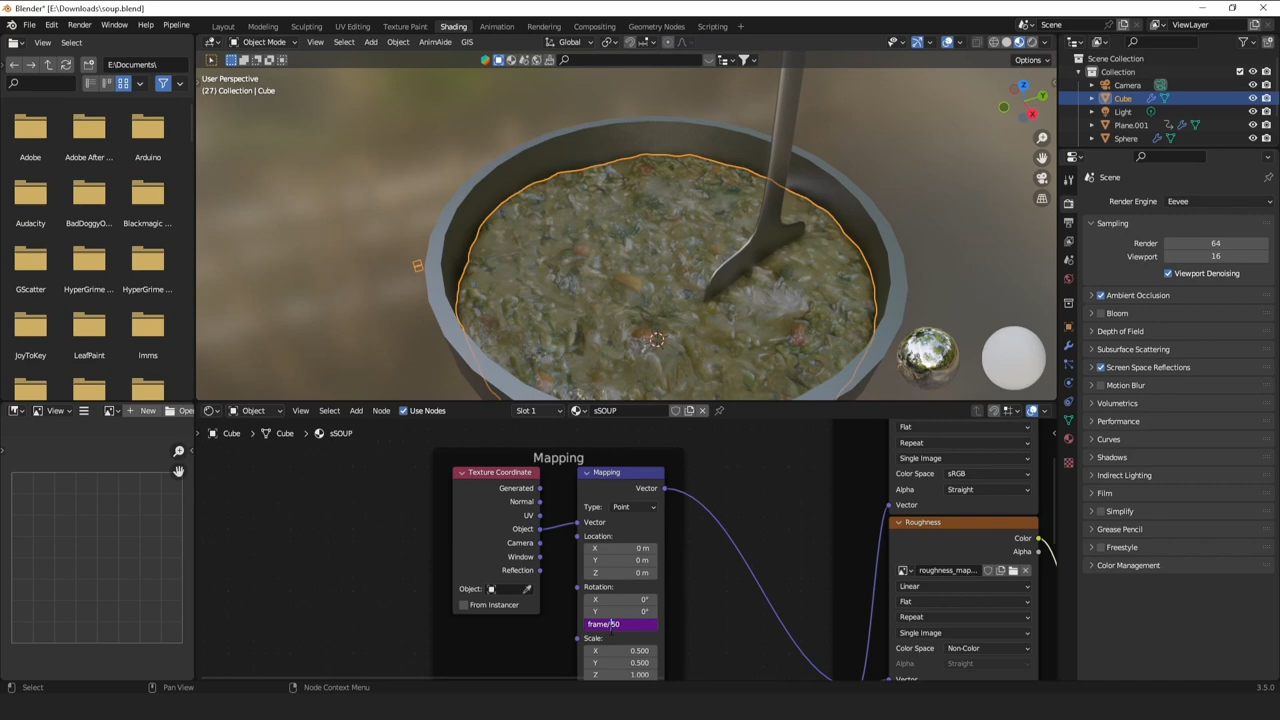 Blender* [E:\Downloads\soup.blend]
File Edit Render Window Help Pipeline
Layout Modeling Sculpting UV Editing Texture Paint Shading Animation Rendering Compositing Geometry Nodes Scripting
Scene ViewLayer
View Select
Object Mode View Select Add Object AnimAide GIS Global
E:\Documents\
Options
Adobe
Adobe After ...
Arduino
Audacity
BadDoggyO...
Blackmagic ...
GScatter
HyperGrime ...
HyperGrime ...
JoyToKey
LeafPaint
lmms
User Perspective
(27) Collection | Cube
Z
Y
X
Scene Collection
Collection
Camera
Cube
Light
Plane.001
Sphere
Scene
Render Engine Eevee
Sampling
Render 64
Viewport 16
Viewport Denoising
Ambient Occlusion
Bloom
Depth of Field
Subsurface Scattering
Screen Space Reflections
Motion Blur
Volumetrics
Performance
Curves
Shadows
Indirect Lighting
Film
Simplify
Grease Pencil
Freestyle
Color Management
View New Open
Object View Select Add Node Use Nodes Slot 1 sSOUP
Cube Cube sSOUP
Mapping
Texture Coordinate
Generated
Normal
UV
Object
Camera
Window
Reflection
Object:
From Instancer
Mapping
Vector
Type: Point
Vector
Location:
X 0 m
Y 0 m
Z 0 m
Rotation:
X 0°
Y 0°
frame/50
Scale:
X 0.500
Y 0.500
Z 1.000
Flat
Repeat
Single Image
Color Space sRGB
Alpha Straight
Vector
Roughness
Color
Alpha
roughness_map...
Linear
Flat
Repeat
Single Image
Color Space Non-Color
Alpha Straight
Vector
Select Pan View Node Context Menu 3.5.0